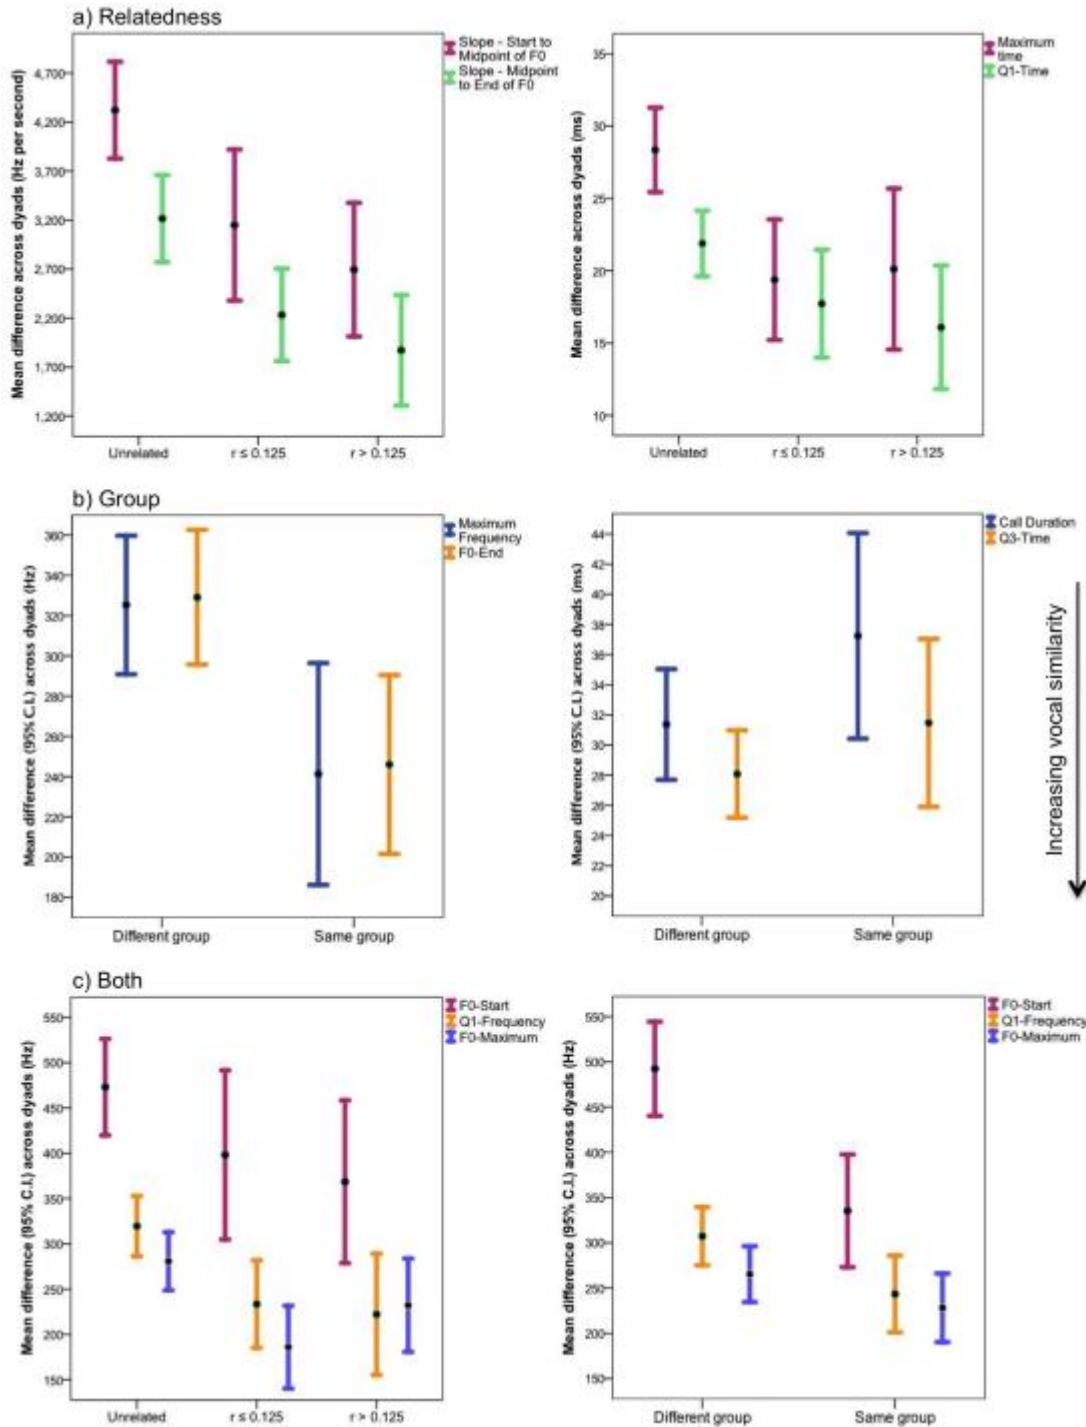 a) Relatedness
Mean difference across dyads (Hz per second)
4,700
4,200
3,700
3,200
2,700
2,200
1,700
1,200
Unrelated
r ≤ 0.125
r > 0.125
Slope - Start to
Midpoint of F0
Slope - Midpoint
to End of F0
Mean difference across dyads (ms)
35
30
25
20
15
10
Unrelated
r ≤ 0.125
r > 0.125
Maximum
time
Q1-Time
b) Group
Mean difference (95% C.I.) across dyads (Hz)
360
340
320
300
280
260
240
220
200
180
Different group
Same group
Maximum
Frequency
F0-End
Mean difference (95% C.I.) across dyads (ms)
44
42
40
38
36
34
32
30
28
26
24
22
20
Different group
Same group
Call Duration
Q3-Time
Increasing vocal similarity
c) Both
Mean difference (95% C.I.) across dyads (Hz)
550
500
450
400
350
300
250
200
150
Unrelated
r ≤ 0.125
r > 0.125
F0-Start
Q1-Frequency
F0-Maximum
Mean difference (95% C.I.) across dyads (Hz)
550
500
450
400
350
300
250
200
150
Different group
Same group
F0-Start
Q1-Frequency
F0-Maximum